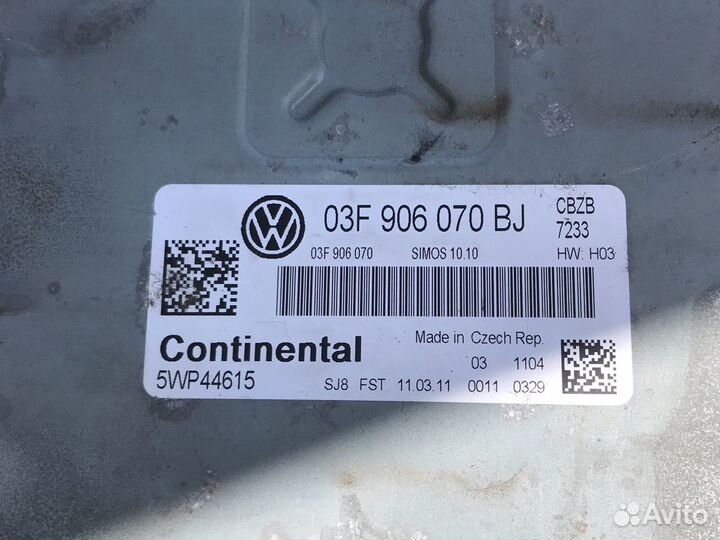 03F 906 070 BJ CBZB
7233
03F 906 070 SIMOS 10.10 HW: H03
Continental Made in Czech Rep.
03 1104
5WP44615 SJ8 FST 11.03.11 0011 0329
Avito